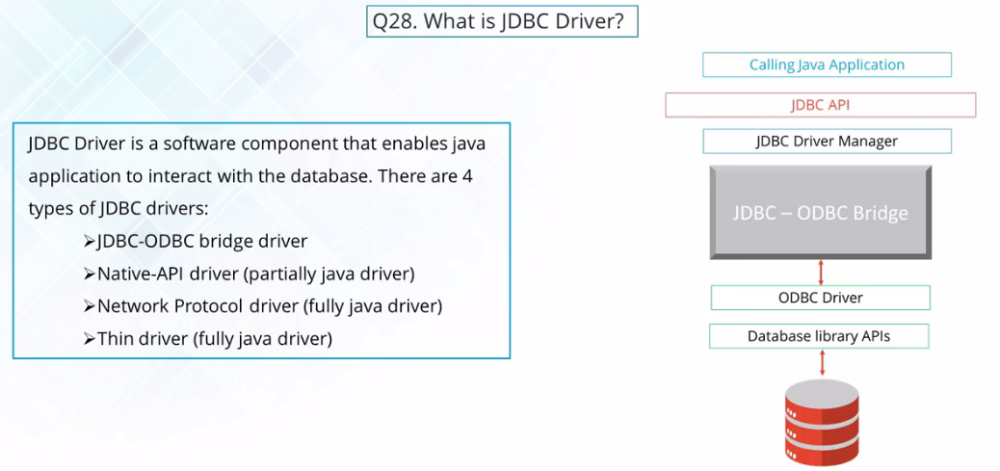 Q28. What is JDBC Driver?
JDBC Driver is a software component that enables java
application to interact with the database. There are 4
types of JDBC drivers:
➢JDBC-ODBC bridge driver
➢Native-API driver (partially java driver)
➢Network Protocol driver (fully java driver)
➢Thin driver (fully java driver)
Calling Java Application
JDBC API
JDBC Driver Manager
JDBC – ODBC Bridge
ODBC Driver
Database library APIs